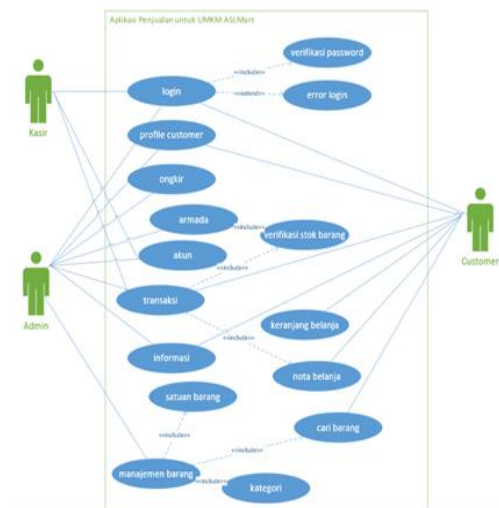 Aplikasi Penjualan untuk UMKM ASLMart
verifikasi password
<<include>>
login
<<extend>>
error login
Kasir
profile customer
ongkir
armada
<<include>>
verifikasi stok barang
akun
<<include>>
Customer
transaksi
Admin
keranjang belanja
<<include>>
informasi
nota belanja
satuan barang
cari barang
<<include>>
<<include>>
manajemen barang
<<include>>
kategori